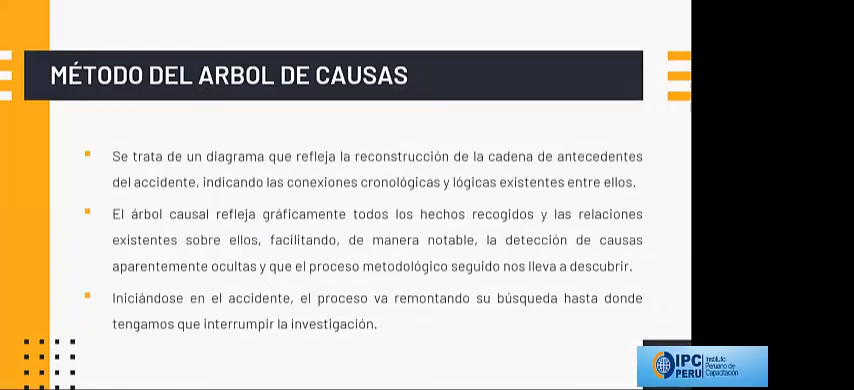 MÉTODO DEL ARBOL DE CAUSAS
Se trata de un diagrama que refleja la reconstrucción de la cadena de antecedentes
del accidente, indicando las conexiones cronológicas y lógicas existentes entre ellos.
El árbol causal refleja gráficamente todos los hechos recogidos y las relaciones
existentes sobre ellos, facilitando, de manera notable, la detección de causas
aparentemente ocultas y que el proceso metodológico seguido nos lleva a descubrir.
Iniciándose en el accidente, el proceso va remontando su búsqueda hasta donde
tengamos que interrumpir la investigación.
IPC
PERU
Instituto
Peruano de
Capacitación